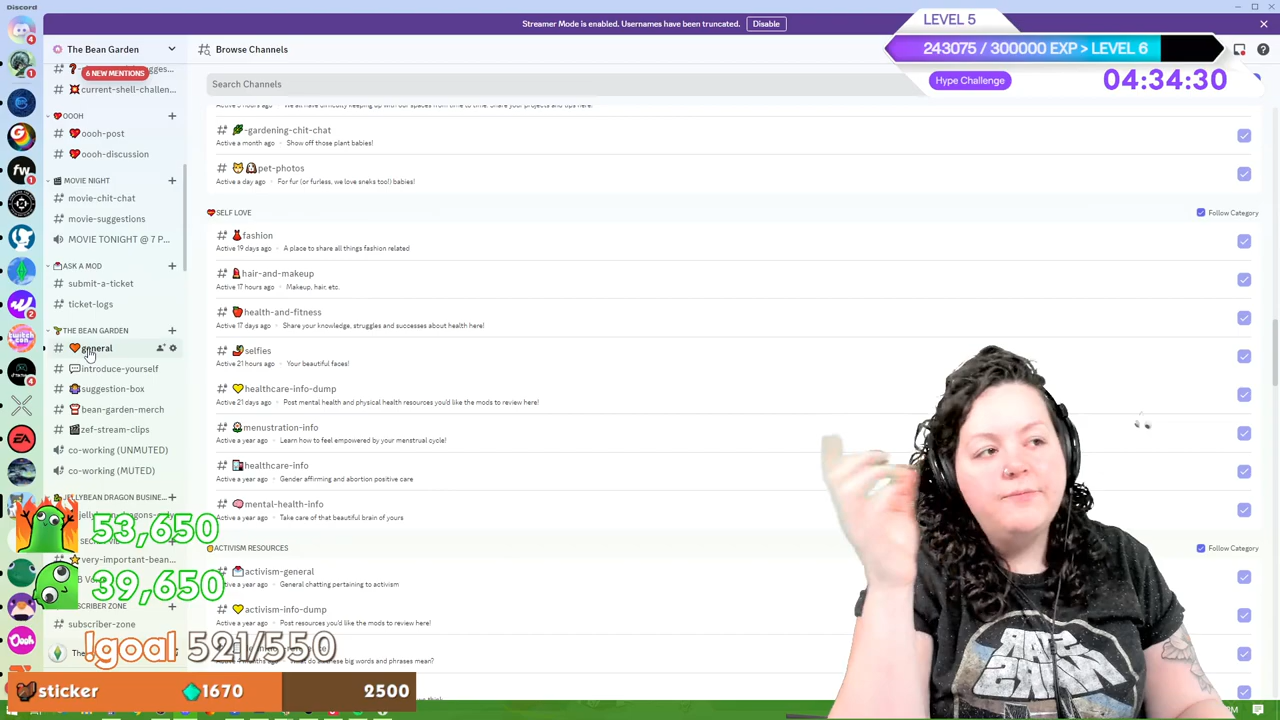 Discord
Streamer Mode is enabled. Usernames have been truncated.
Disable
LEVEL 5
243075 / 300000 EXP > LEVEL 6
Hype Challenge
04:34:30
The Bean Garden
Browse Channels
6 NEW MENTIONS
Search Channels
current-shell-challen...
OOOH
oooh-post
oooh-discussion
MOVIE NIGHT
movie-chit-chat
movie-suggestions
MOVIE TONIGHT @ 7 P...
ASK A MOD
submit-a-ticket
ticket-logs
THE BEAN GARDEN
general
introduce-yourself
suggestion-box
bean-garden-merch
zef-stream-clips
co-working (UNMUTED)
co-working (MUTED)
JELLYBEAN DRAGON BUSINE...
very-important-bean...
SUBSCRIBER ZONE
subscriber-zone
-gardening-chit-chat
Active a month ago • Show off those plant babies!
pet-photos
Active a day ago • For fur (or furless, we love sneks too!) babies!
SELF LOVE
Follow Category
fashion
Active 19 days ago • A place to share all things fashion related
hair-and-makeup
Active 17 hours ago • Makeup, hair, etc.
health-and-fitness
Active 17 days ago • Share your knowledge, struggles and successes about health here!
selfies
Active 21 hours ago • Your beautiful faces!
healthcare-info-dump
Active 21 days ago • Post mental health and physical health resources you'd like the mods to review here!
menustration-info
Active a year ago • Learn how to feel empowered by your menstrual cycle!
healthcare-info
Active a year ago • Gender affirming and abortion positive care
mental-health-info
Active a year ago • Take care of that beautiful brain of yours
ACTIVISM RESOURCES
Follow Category
activism-general
a year ago • General chatting pertaining to activism
activism-info-dump
a year ago • Post resources you'd like the mods to review here!
these big words and phrases mean?
53,650
39,650
!goal 521/550
sticker
1670
2500